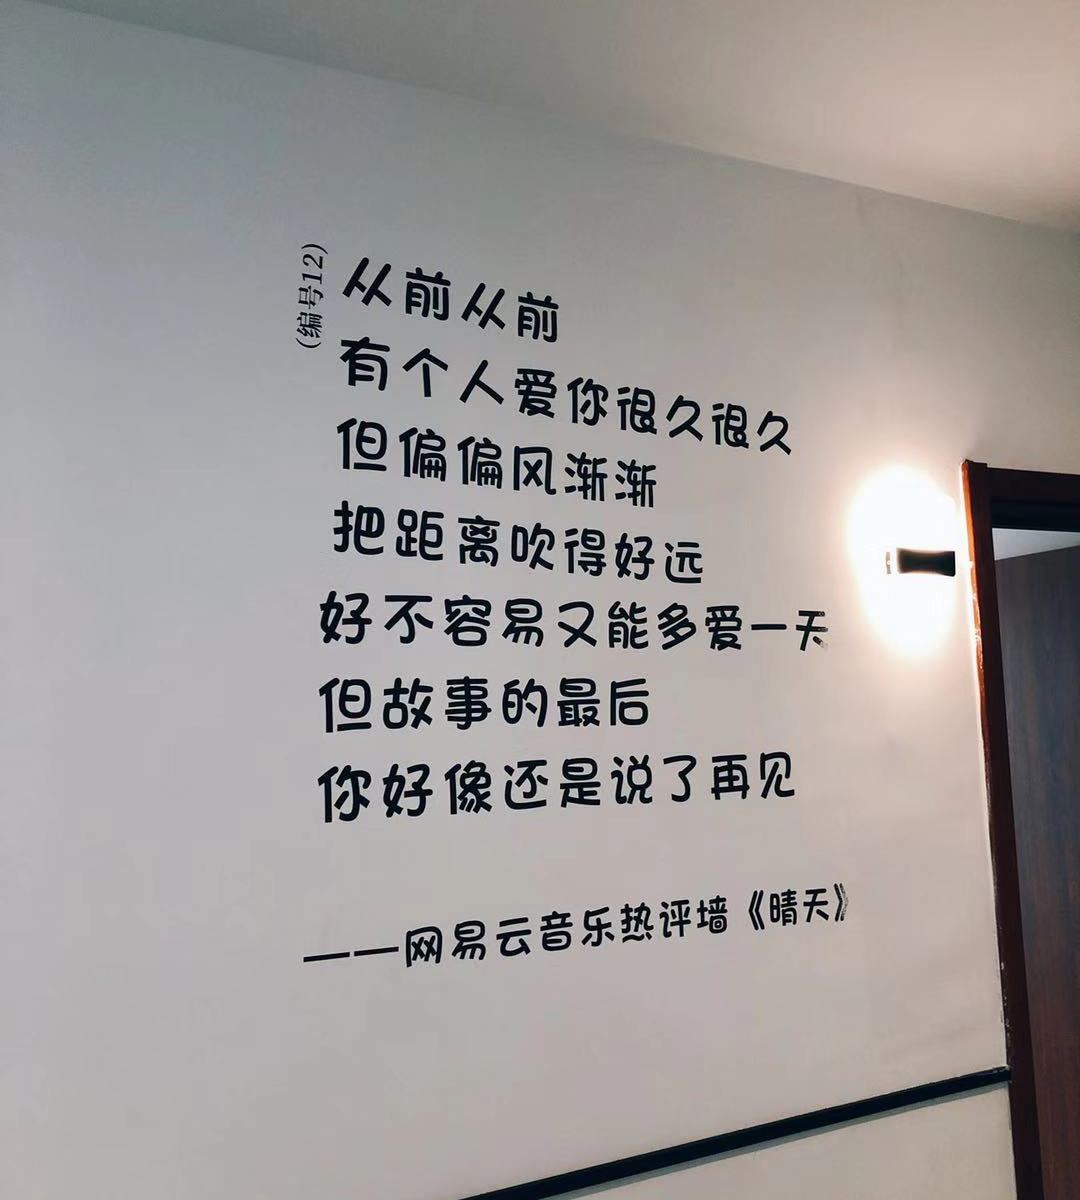 (编号12)
从前从前
有个人爱你很久很久
但偏偏风渐渐
把距离吹得好远
好不容易又能多爱一天
但故事的最后
你好像还是说了再见
——网易云音乐热评墙《晴天》